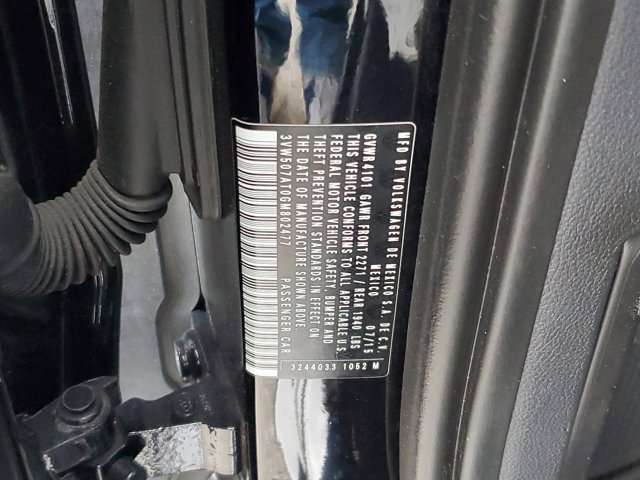 MFD BY VOLKSWAGEN DE MEXICO S.A. DE C.V.
MEXICO 01/15
GVWR 4101 GAWR FRONT 2271 / REAR 1940 LBS
THIS VEHICLE CONFORMS TO ALL APPLICABLE U.S.
FEDERAL MOTOR VEHICLE SAFETY, BUMPER AND
THEFT PREVENTION STANDARDS IN EFFECT ON
THE DATE OF MANUFACTURE SHOWN ABOVE.
3VW507AT0GM802477 PASSENGER CAR
3244033 1052 M